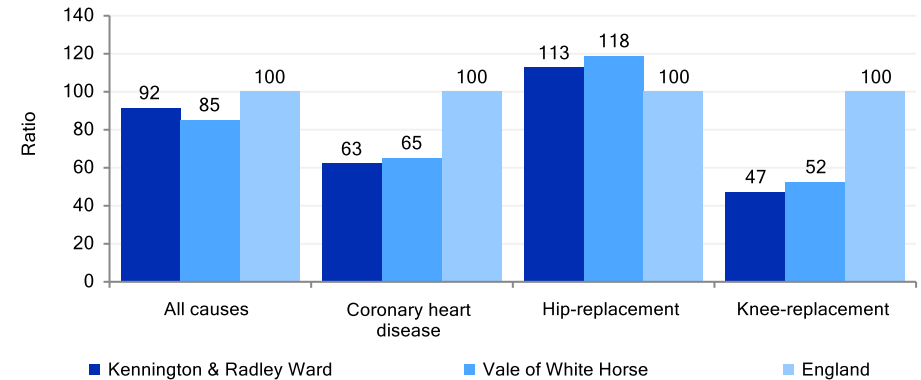 140
120
100
80
60
40
20
0
Ratio
92
85
100
63
65
100
113
118
100
47
52
100
All causes
Coronary heart
disease
Hip-replacement
Knee-replacement
Kennington & Radley Ward
Vale of White Horse
England